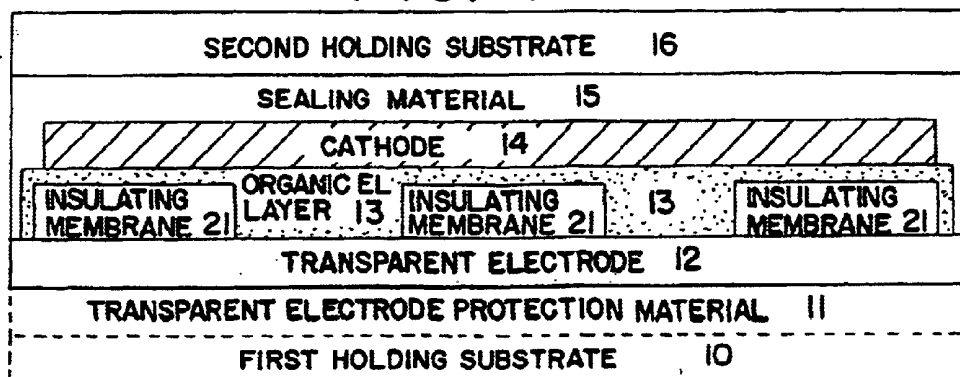 SECOND HOLDING SUBSTRATE 16
SEALING MATERIAL 15
CATHODE 14
INSULATING
MEMBRANE 21
ORGANIC EL
LAYER 13
INSULATING
MEMBRANE 21
13
INSULATING
MEMBRANE 21
TRANSPARENT ELECTRODE 12
TRANSPARENT ELECTRODE PROTECTION MATERIAL 11
FIRST HOLDING SUBSTRATE 10